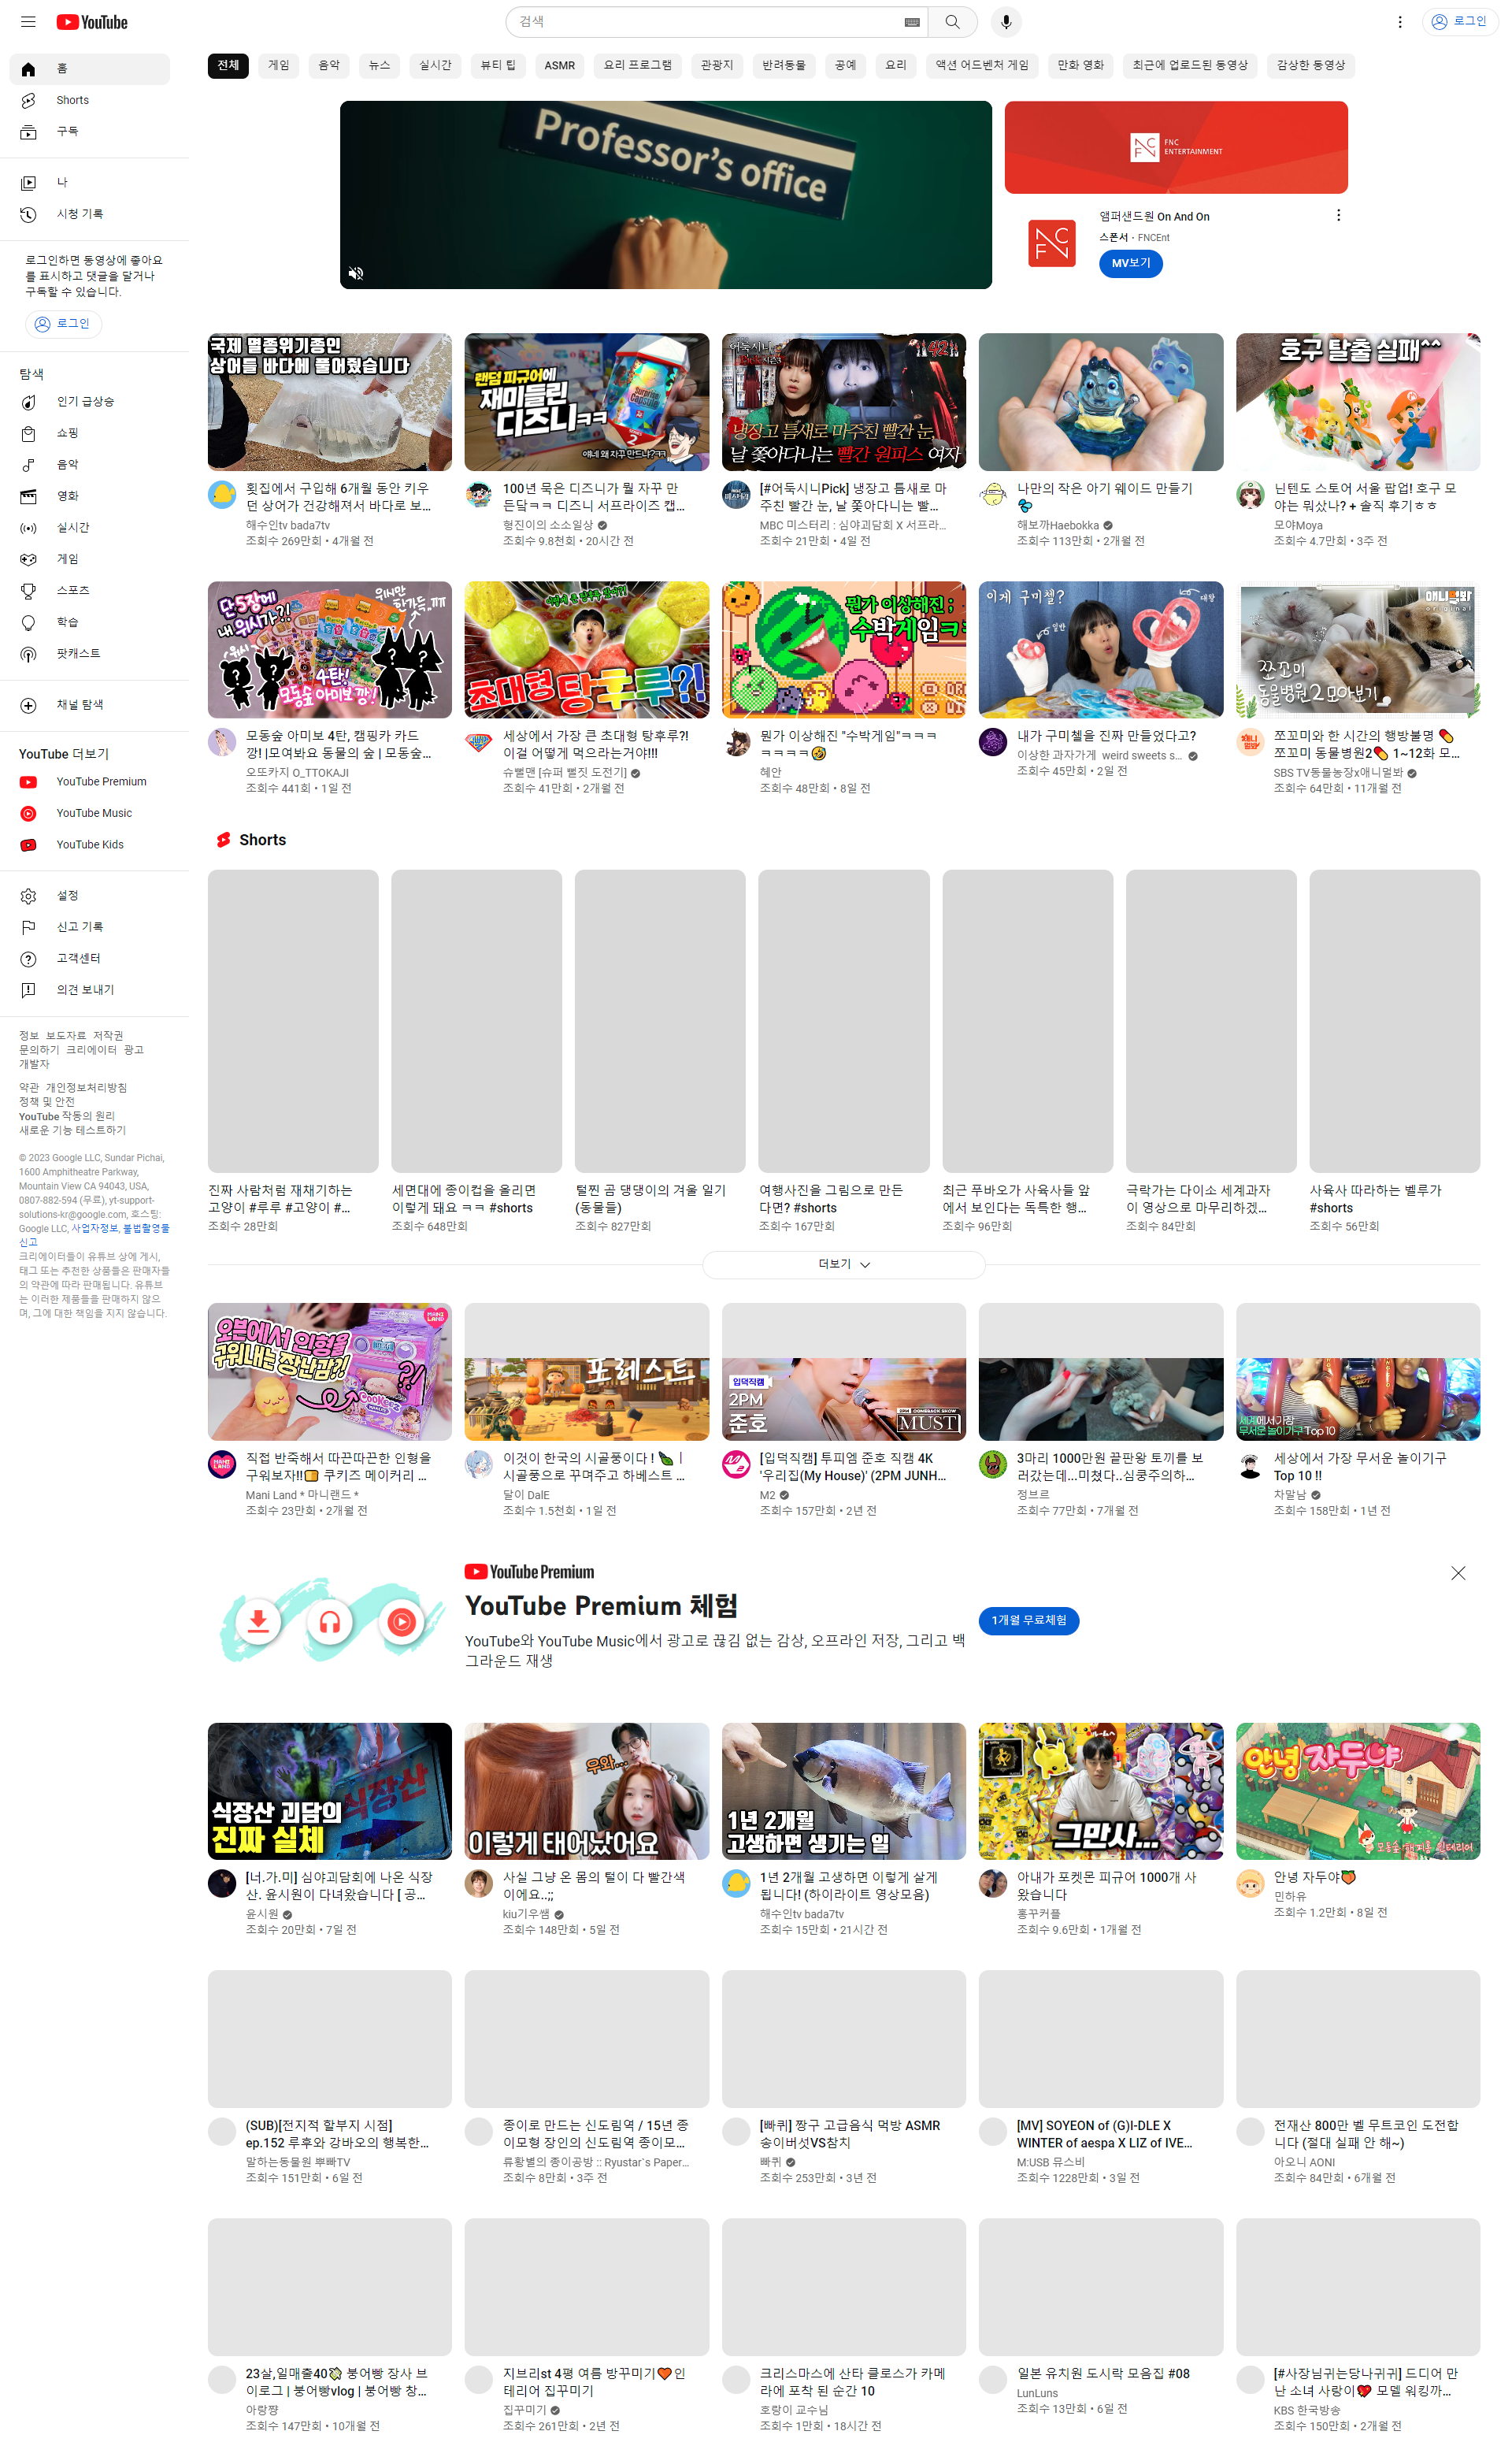 YouTube
검색
로그인
홈
Shorts
구독
나
시청 기록
로그인하면 동영상에 좋아요
를 표시하고 댓글을 달거나
구독할 수 있습니다.
로그인
탐색
인기 급상승
쇼핑
음악
영화
실시간
게임
스포츠
학습
팟캐스트
채널 탐색
YouTube 더보기
YouTube Premium
YouTube Music
YouTube Kids
설정
신고 기록
고객센터
의견 보내기
정보 보도자료 저작권
문의하기 크리에이터 광고
개발자
약관 개인정보처리방침
정책 및 안전
YouTube 작동의 원리
새로운 기능 테스트하기
© 2023 Google LLC, Sundar Pichai,
1600 Amphitheatre Parkway,
Mountain View CA 94043, USA,
0807-882-594 (무료), yt-support-
solutions-kr@google.com, 호스팅:
Google LLC, 사업자정보, 불법촬영물
신고
크리에이터들이 유튜브 상에 게시,
태그 또는 추천한 상품들은 판매자들
의 약관에 따라 판매됩니다. 유튜브
는 이러한 제품들을 판매하지 않으
며, 그에 대한 책임을 지지 않습니다.
전체 게임 음악 뉴스 실시간 뷰티 팁 ASMR 요리 프로그램 관광지 반려동물 공예 요리 액션 어드벤처 게임 만화 영화 최근에 업로드된 동영상 감상한 동영상
Professor's office
FNC
ENTERTAINMENT
앰퍼샌드원 On And On
스폰서 · FNCEnt
MV보기
국제 멸종위기종인
상어를 바다에 풀어줬습니다
횟집에서 구입해 6개월 동안 키우
던 상어가 건강해져서 바다로 보...
해수인tv bada7tv
조회수 269만회 • 4개월 전
랜덤 피규어에
재미들린
디즈니ㅋㅋ
얘네 왜 자꾸 만드냐?ㅋㅋ
100년 묵은 디즈니가 뭘 자꾸 만
든닼ㅋㅋ 디즈니 서프라이즈 캡...
형진이의 소소일상
조회수 9.8천회 • 20시간 전
어둑시니
Pick
냉장고 틈새로 마주친 빨간 눈,
날 쫓아다니는 빨간 원피스 여자
[#어둑시니Pick] 냉장고 틈새로 마
주친 빨간 눈, 날 쫓아다니는 빨...
MBC 미스터리 : 심야괴담회 X 서프라...
조회수 21만회 • 4일 전
나만의 작은 아기 웨이드 만들기
💦
해보까Haebokka
조회수 113만회 • 2개월 전
호구 탈출 실패^^
닌텐도 스토어 서울 팝업! 호구 모
야는 뭐샀나? + 솔직 후기ㅎㅎ
모야Moya
조회수 4.7만회 • 3주 전
단 5장에
내 위시가?!
위시만
한가득..ㅠㅠ
위시
4탄!
모동숲 아미보 깡!
모동숲 아미보 4탄, 캠핑카 카드
깡! |모여봐요 동물의 숲 | 모동숲...
오또카지 O_TTOKAJI
조회수 441회 • 1일 전
초대형 탕후루?!
세상에서 가장 큰 초대형 탕후루?!
이걸 어떻게 먹으라는거야!!!
슈뻘맨 [슈퍼 뻘짓 도전기]
조회수 41만회 • 2개월 전
뭔가 이상해진 ;
수박게임ㅋㅋ
뭔가 이상해진 "수박게임"ㅋㅋㅋ
ㅋㅋㅋㅋ🤣
혜안
조회수 48만회 • 8일 전
이게 구미첼?
일반
대왕
내가 구미첼을 진짜 만들었다고?
이상한 과자가게 weird sweets s...
조회수 45만회 • 2일 전
애니멀봐
original
쪼꼬미
동물병원2 모아보기
쪼꼬미와 한 시간의 행방불명 💊
쪼꼬미 동물병원2💊 1~12화 모...
SBS TV동물농장x애니멀봐
조회수 64만회 • 11개월 전
Shorts
진짜 사람처럼 재채기하는
고양이 #루루 #고양이 #...
조회수 28만회
세면대에 종이컵을 올리면
이렇게 돼요 ㅋㅋ #shorts
조회수 648만회
털찐 곰 댕댕이의 겨울 일기
(동물들)
조회수 827만회
여행사진을 그림으로 만든
다면? #shorts
조회수 167만회
최근 푸바오가 사육사들 앞
에서 보인다는 독특한 행...
조회수 96만회
극락가는 다이소 세계과자
이 영상으로 마무리하겠...
조회수 84만회
사육사 따라하는 벨루가
#shorts
조회수 56만회
더보기
MANI
LAND
오븐에서 인형을
구워내는 장난감?!
Cookeez
직접 반죽해서 따끈따끈한 인형을
구워보자!!🍞 쿠키즈 메이커리 ...
Mani Land * 마니랜드 *
조회수 23만회 • 2개월 전
포레스트
이것이 한국의 시골풍이다 ! 🥒ㅣ
시골풍으로 꾸며주고 하베스트 ...
달이 DalE
조회수 1.5천회 • 1일 전
입덕직캠
2PM
준호
2PM COMEBACK SHOW
MUST
[입덕직캠] 투피엠 준호 직캠 4K
'우리집(My House)' (2PM JUNH...
M2
조회수 157만회 • 2년 전
3마리 1000만원 끝판왕 토끼를 보
러갔는데...미쳤다..심쿵주의하...
정브르
조회수 77만회 • 7개월 전
세계에서 가장
무서운 놀이기구 Top 10
세상에서 가장 무서운 놀이기구
Top 10 !!
차말남
조회수 158만회 • 1년 전
YouTube Premium
YouTube Premium 체험
YouTube와 YouTube Music에서 광고로 끊김 없는 감상, 오프라인 저장, 그리고 백
그라운드 재생
1개월 무료체험
식장산
식장산 괴담의
진짜 실체
[너.가.미] 심야괴담회에 나온 식장
산. 윤시원이 다녀왔습니다 [ 공...
윤시원
조회수 20만회 • 7일 전
우와...
이렇게 태어났어요
사실 그냥 온 몸의 털이 다 빨간색
이에요..;;
kiu기우쌤
조회수 148만회 • 5일 전
1년 2개월
고생하면 생기는 일
1년 2개월 고생하면 이렇게 살게
됩니다! (하이라이트 영상모음)
해수인tv bada7tv
조회수 15만회 • 21시간 전
그만사...
아내가 포켓몬 피규어 1000개 사
왔습니다
홍꾸커플
조회수 9.6만회 • 1개월 전
안녕 자두야
모동숲 해피홈 인테리어
안녕 자두야🍑
민하유
조회수 1.2만회 • 8일 전
(SUB)[전지적 할부지 시점]
ep.152 루후와 강바오의 행복한...
말하는동물원 뿌빠TV
조회수 151만회 • 6일 전
종이로 만드는 신도림역 / 15년 종
이모형 장인의 신도림역 종이모...
류황별의 종이공방 :: Ryustar`s Paper...
조회수 8만회 • 3주 전
[빠퀴] 짱구 고급음식 먹방 ASMR
송이버섯VS참치
빠퀴
조회수 253만회 • 3년 전
[MV] SOYEON of (G)I-DLE X
WINTER of aespa X LIZ of IVE...
M:USB 뮤스비
조회수 1228만회 • 3일 전
전재산 800만 벨 무트코인 도전합
니다 (절대 실패 안 해~)
아오니 AONI
조회수 84만회 • 6개월 전
23살,일매출40💸 붕어빵 장사 브
이로그 | 붕어빵vlog | 붕어빵 창...
아랑쨩
조회수 147만회 • 10개월 전
지브리st 4평 여름 방꾸미기🧡인
테리어 집꾸미기
집꾸미기
조회수 261만회 • 2년 전
크리스마스에 산타 클로스가 카메
라에 포착 된 순간 10
호랑이 교수님
조회수 1만회 • 18시간 전
일본 유치원 도시락 모음집 #08
LunLuns
조회수 13만회 • 6일 전
[#사장님귀는당나귀귀] 드디어 만
난 소녀 사랑이💖 모델 워킹까...
KBS 한국방송
조회수 150만회 • 2개월 전